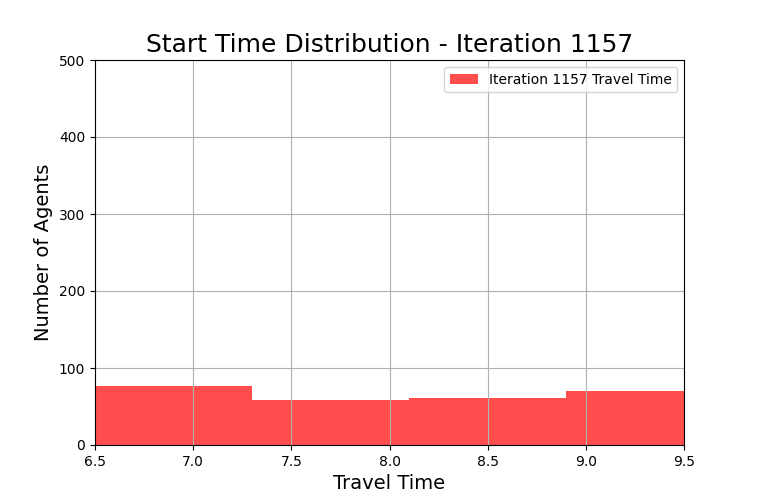 Start Time Distribution - Iteration 1157
500
400
300
200
100
0
Number of Agents
Iteration 1157 Travel Time
6.5 7.0 7.5 8.0 8.5 9.0 9.5
Travel Time